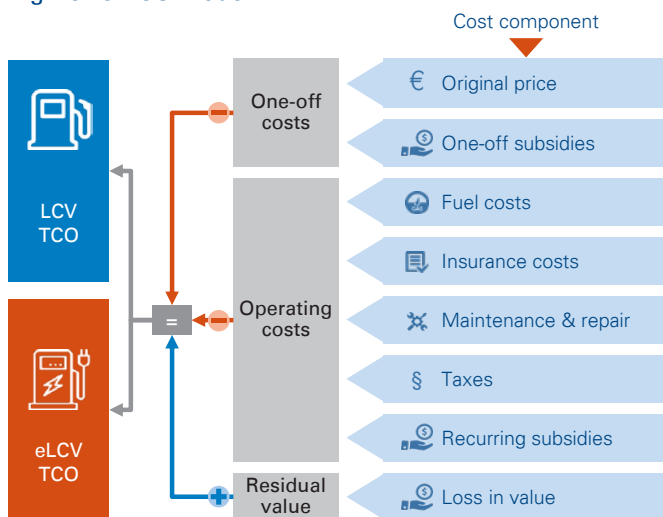 Cost component
LCV
TCO
eLCV
TCO
=
One-off
costs
Operating
costs
Residual
value
€ Original price
$ One-off subsidies
Fuel costs
Insurance costs
Maintenance & repair
§ Taxes
$ Recurring subsidies
$ Loss in value